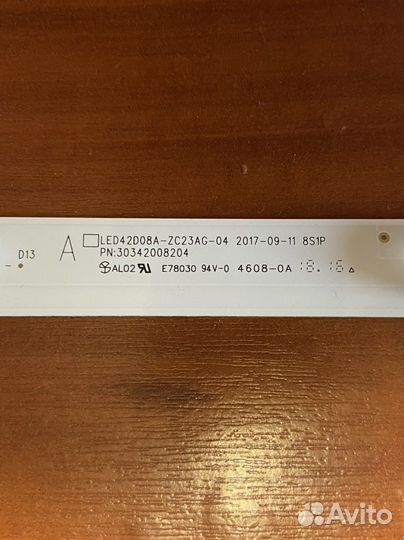 A LED42D08A-ZC23AG-04 2017-09-11 8S1P
D13
PN:30342008204
AL02 E78030 94V-0 4608-0A 18.16
Avito